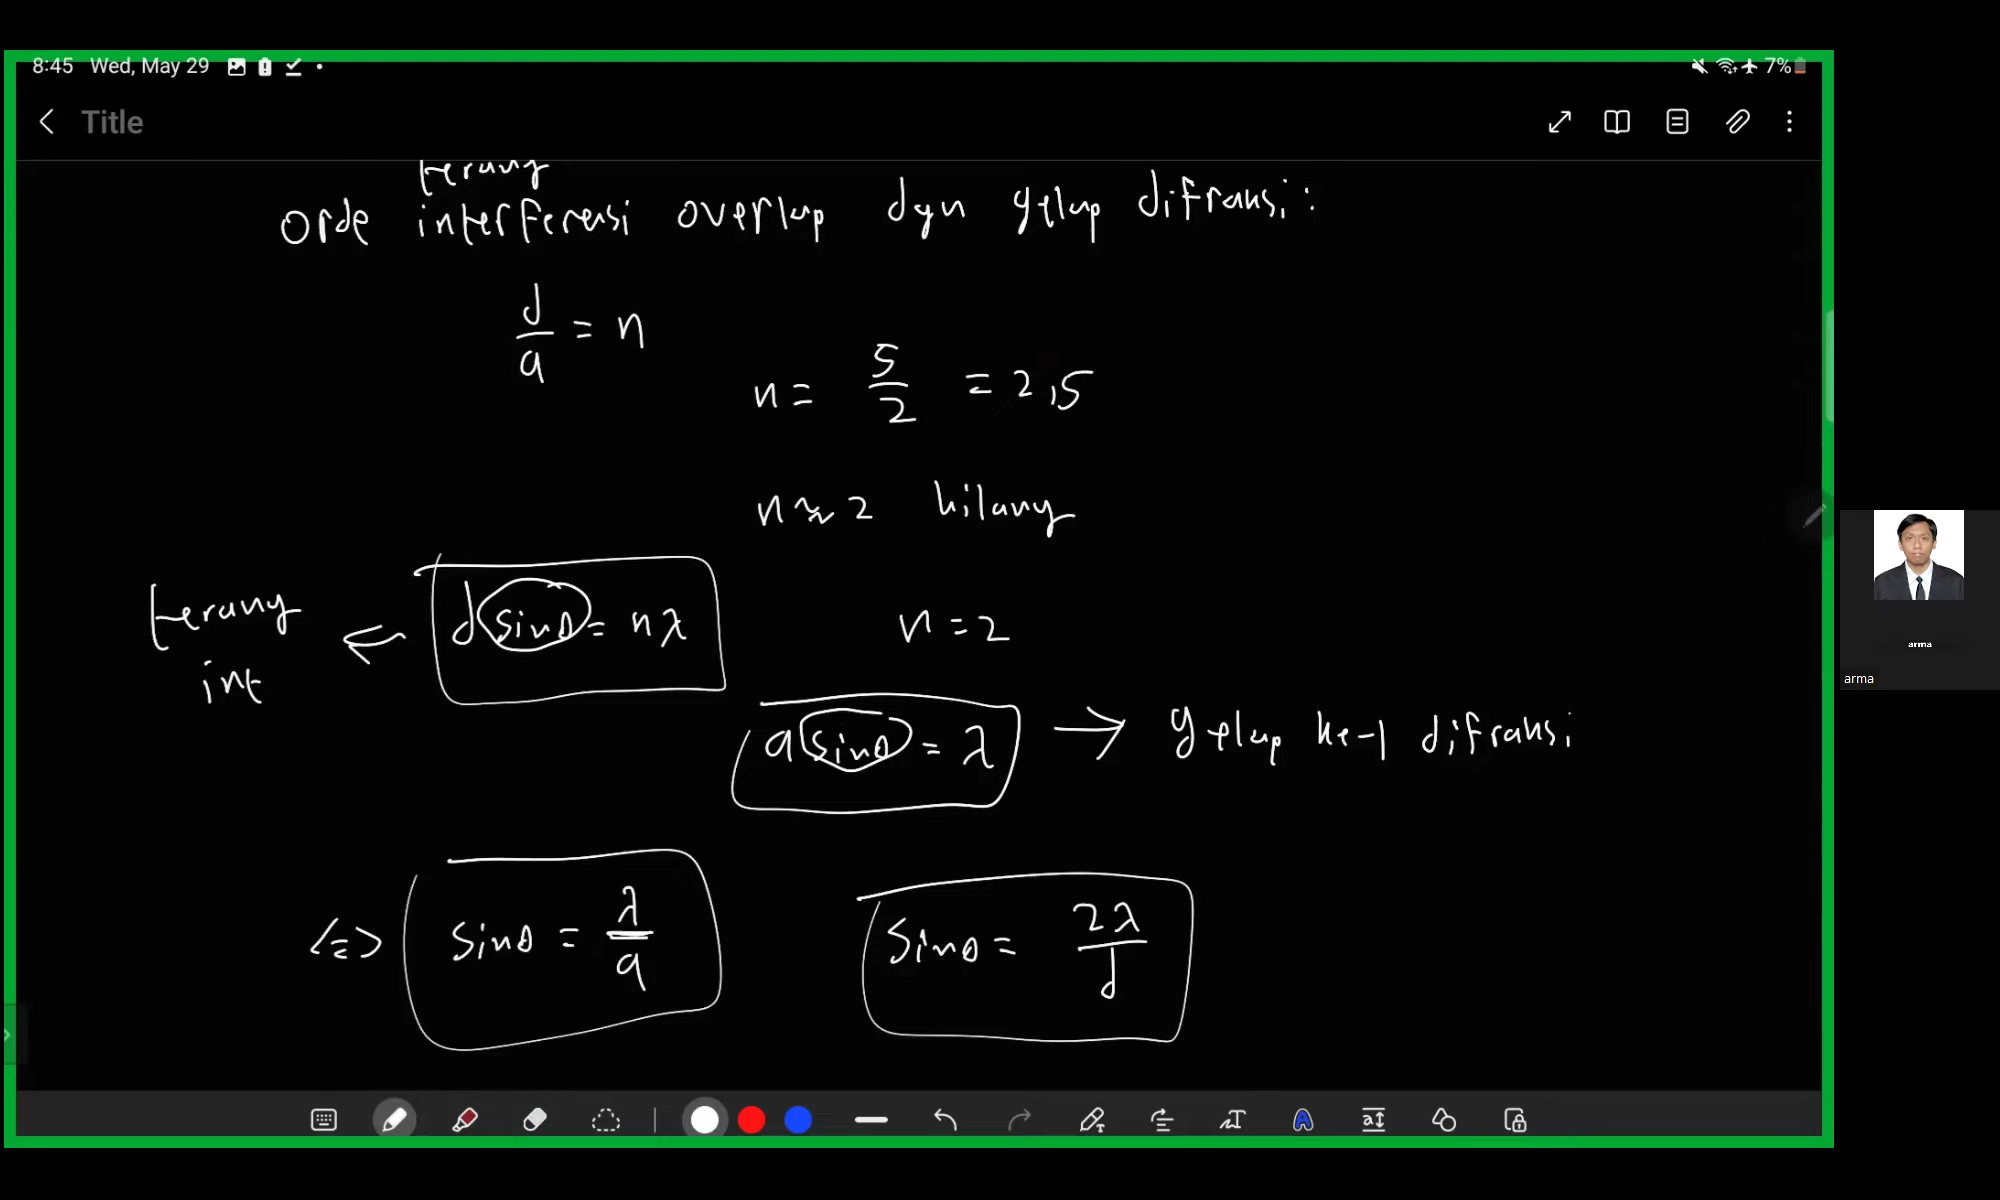 8:45 Wed, May 29 7%
Title
terang
orde interferensi overlap dgn gelap difraksi:
d/a = n
n = 5/2 = 2,5
n ≈ 2 hilang
terang int ← d sinθ = nλ
n = 2
a sinθ = λ → gelap ke-1 difraksi
<=> sinθ = λ/a
sinθ = 2λ/d
arma
arma